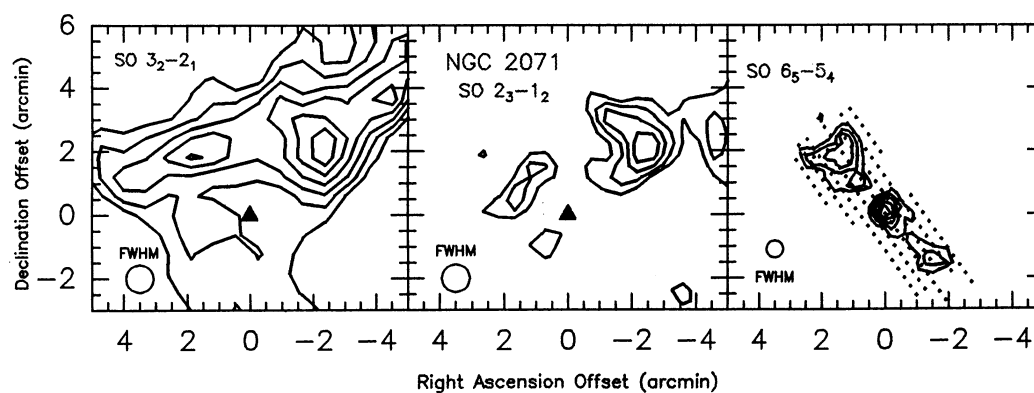 Declination Offset (arcmin)
6
4
2
0
−2
SO 3₂−2₁
FWHM
NGC 2071
SO 2₃−1₂
FWHM
SO 6₅−5₄
FWHM
4 2 0 −2 −4 4 2 0 −2 −4 4 2 0 −2 −4
Right Ascension Offset (arcmin)